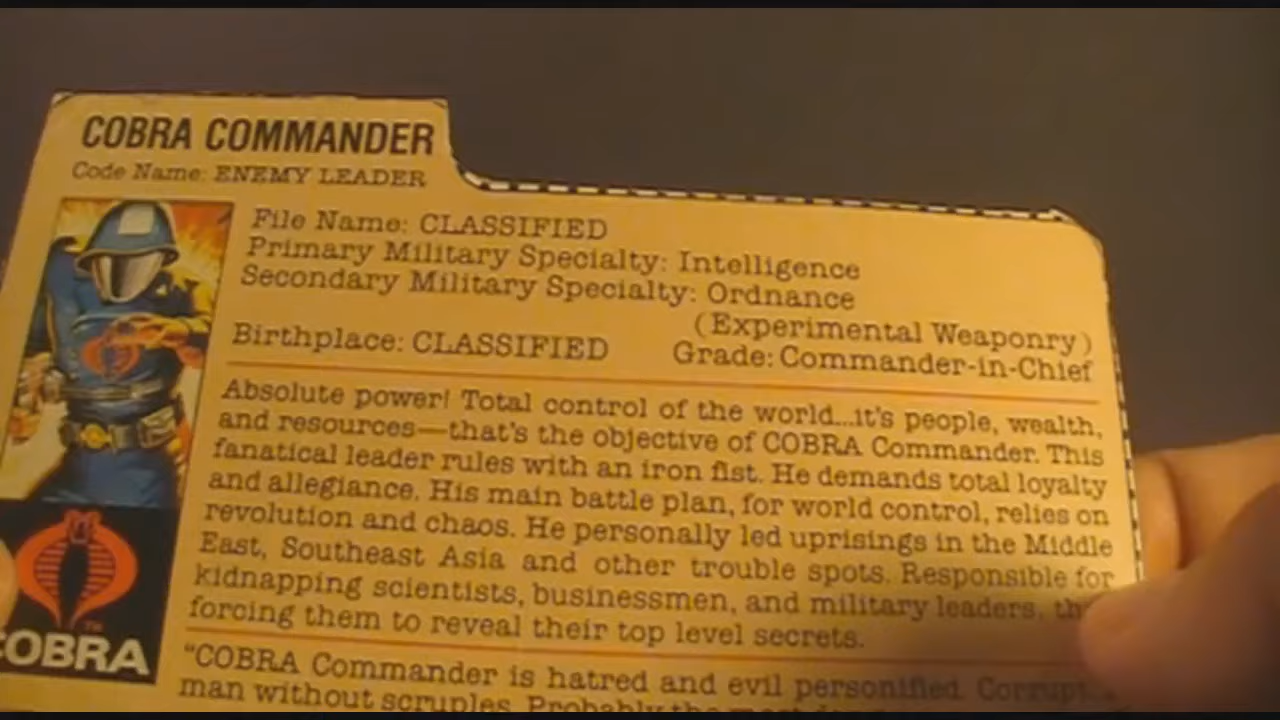 COBRA COMMANDER
Code Name: ENEMY LEADER
File Name: CLASSIFIED
Primary Military Specialty: Intelligence
Secondary Military Specialty: Ordnance
(Experimental Weaponry)
Birthplace: CLASSIFIED Grade: Commander-in-Chief
Absolute power! Total control of the world...it's people, wealth,
and resources—that's the objective of COBRA Commander. This
fanatical leader rules with an iron fist. He demands total loyalty
and allegiance. His main battle plan, for world control, relies on
revolution and chaos. He personally led uprisings in the Middle
East, Southeast Asia and other trouble spots. Responsible for
kidnapping scientists, businessmen, and military leaders,
forcing them to reveal their top level secrets.
TM
COBRA
"COBRA Commander is hatred and evil personified.
man without scruples. Probably the most